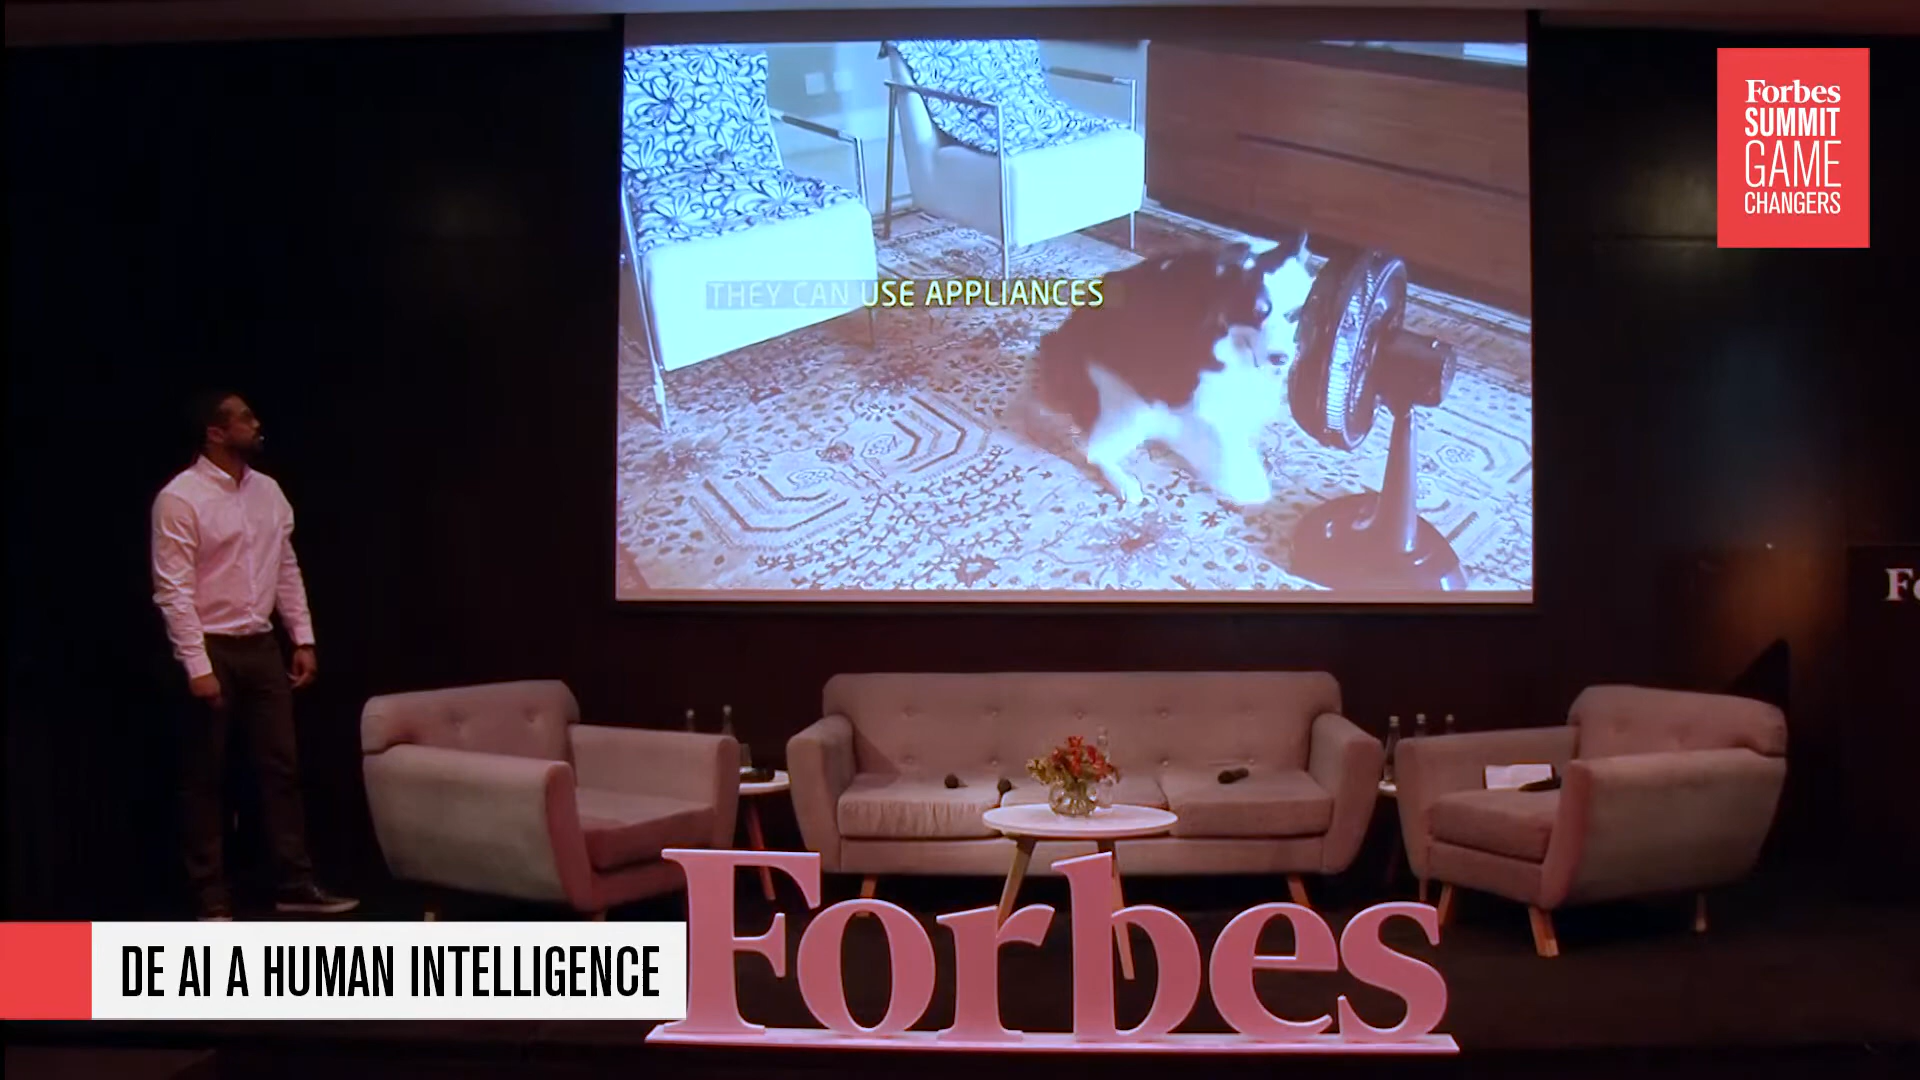 Forbes
SUMMIT
GAME
CHANGERS
THEY CAN USE APPLIANCES
DE AI A HUMAN INTELLIGENCE
Forbes